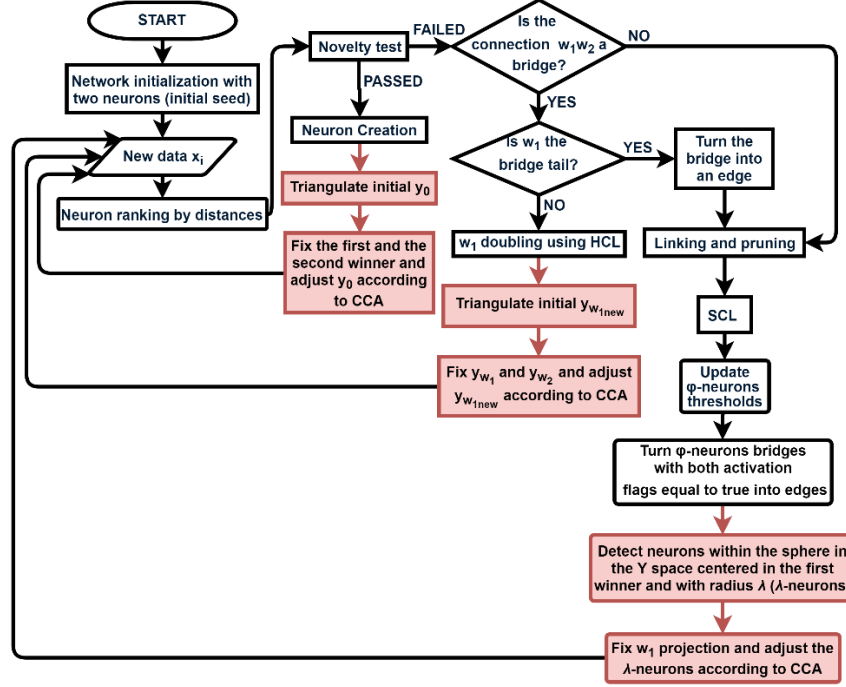 START
Network initialization with
two neurons (initial seed)
New data xᵢ
Neuron ranking by distances
Novelty test
FAILED
PASSED
Neuron Creation
Triangulate initial y₀
Fix the first and the
second winner and
adjust y₀ according
to CCA
Is the
connection w₁w₂ a
bridge?
NO
YES
Is w₁ the
bridge tail?
YES
NO
Turn the
bridge into
an edge
w₁ doubling using HCL
Triangulate initial y_w₁new
Fix y_w₁ and y_w₂ and adjust
y_w₁new according to CCA
Linking and pruning
SCL
Update
φ-neurons
thresholds
Turn φ-neurons bridges
with both activation
flags equal to true into edges
Detect neurons within the sphere in
the Y space centered in the first
winner and with radius λ (λ-neurons
Fix w₁ projection and adjust the
λ-neurons according to CCA